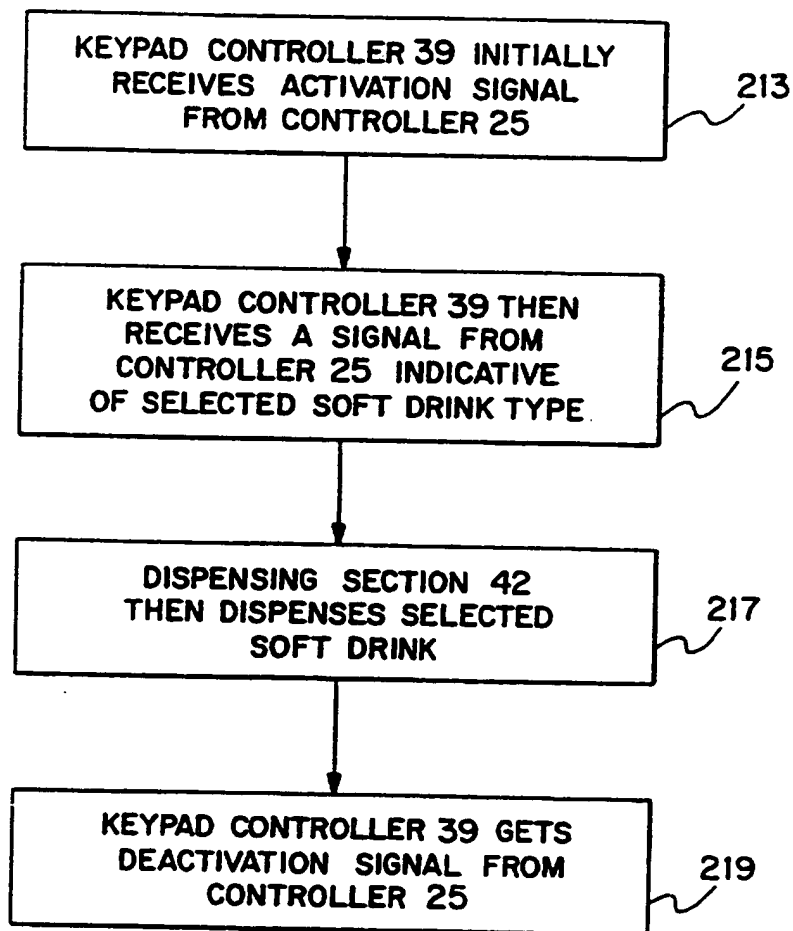 KEYPAD CONTROLLER 39 INITIALLY
RECEIVES ACTIVATION SIGNAL
FROM CONTROLLER 25
213
KEYPAD CONTROLLER 39 THEN
RECEIVES A SIGNAL FROM
CONTROLLER 25 INDICATIVE
OF SELECTED SOFT DRINK TYPE
215
DISPENSING SECTION 42
THEN DISPENSES SELECTED
SOFT DRINK
217
KEYPAD CONTROLLER 39 GETS
DEACTIVATION SIGNAL FROM
CONTROLLER 25
219